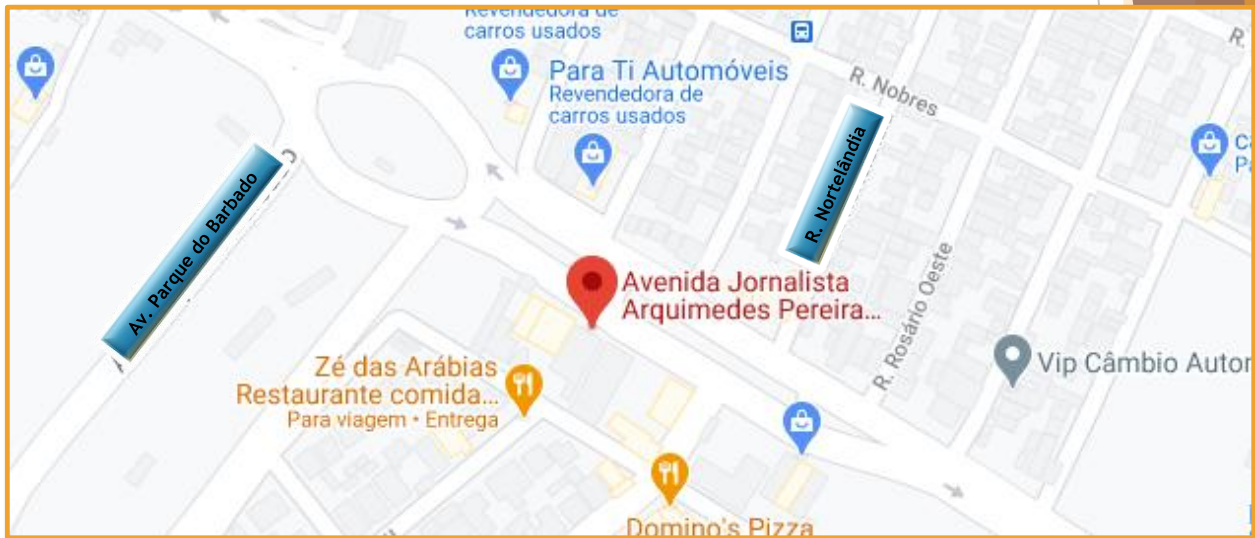 Revendedora de
carros usados
Para Ti Automóveis
Revendedora de
carros usados
R. Nobres
R.
R. Nortelândia
Av. Parque do Barbado
Avenida Jornalista
Arquimedes Pereira...
R. Rosário Oeste
Vip Câmbio Autor
Zé das Arábias
Restaurante comida...
Para viagem • Entrega
Domino's Pizza